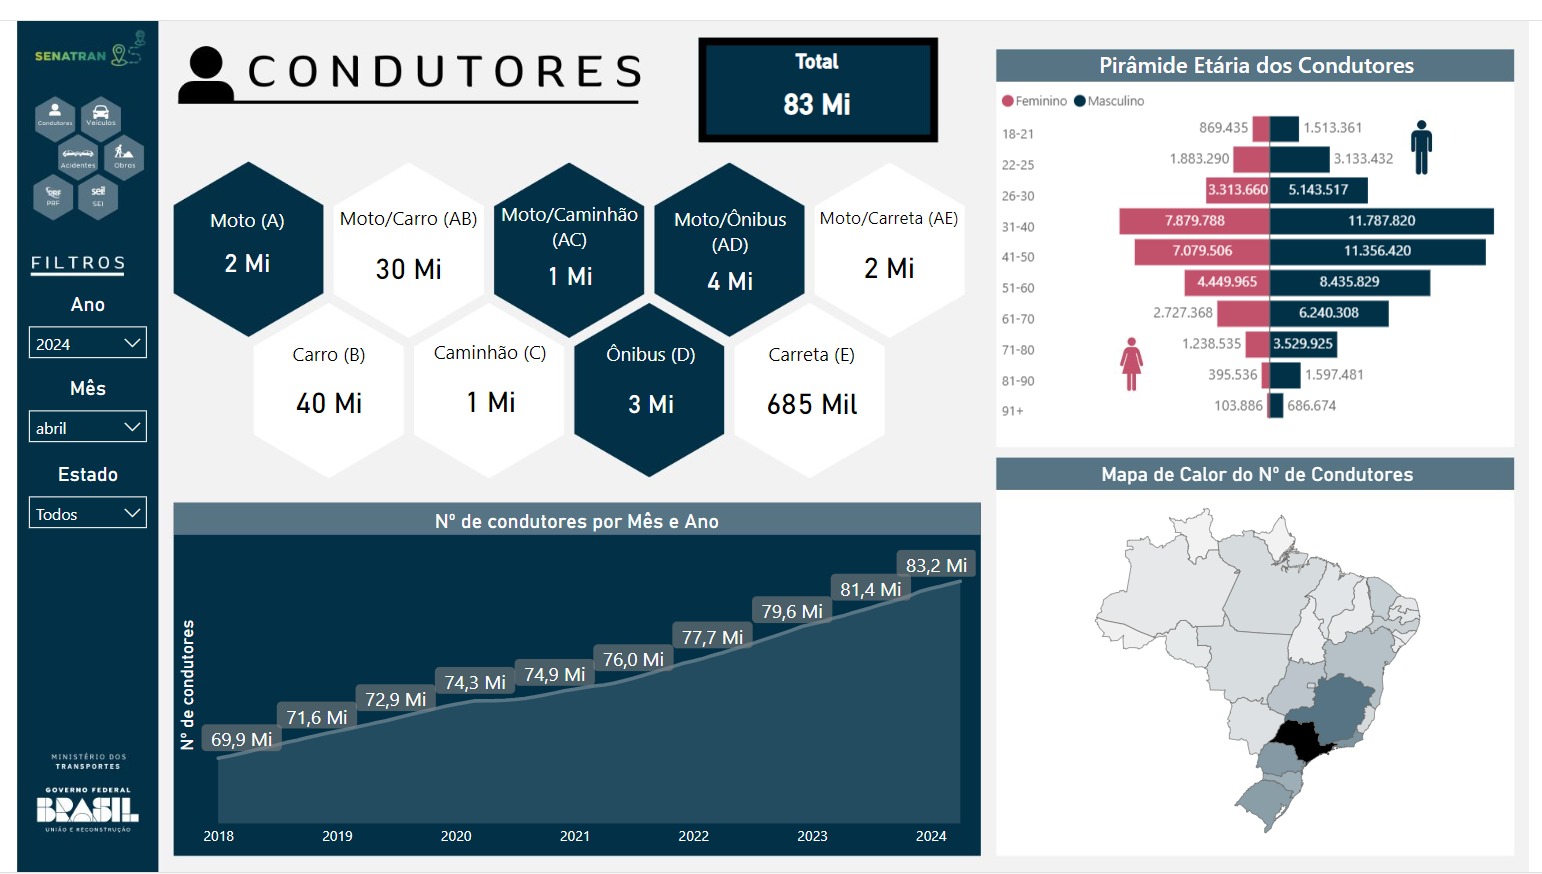 SENATRAN
Condutores
Veículos
Acidentes
Obras
PRF
PRF
seil
SEI
FILTROS
Ano
2024
Mês
abril
Estado
Todos
MINISTÉRIO DOS
TRANSPORTES
GOVERNO FEDERAL
BRASIL
UNIÃO E RECONSTRUÇÃO
CONDUTORES
Total
83 Mi
Moto (A)
2 Mi
Moto/Carro (AB)
30 Mi
Moto/Caminhão
(AC)
1 Mi
Moto/Ônibus
(AD)
4 Mi
Moto/Carreta (AE)
2 Mi
Carro (B)
40 Mi
Caminhão (C)
1 Mi
Ônibus (D)
3 Mi
Carreta (E)
685 Mil
Nº de condutores por Mês e Ano
Nº de condutores
69,9 Mi
71,6 Mi
72,9 Mi
74,3 Mi
74,9 Mi
76,0 Mi
77,7 Mi
79,6 Mi
81,4 Mi
83,2 Mi
2018 2019 2020 2021 2022 2023 2024
Pirâmide Etária dos Condutores
Feminino Masculino
18-21 869.435 1.513.361
22-25 1.883.290 3.133.432
26-30 3.313.660 5.143.517
31-40 7.879.788 11.787.820
41-50 7.079.506 11.356.420
51-60 4.449.965 8.435.829
61-70 2.727.368 6.240.308
71-80 1.238.535 3.529.925
81-90 395.536 1.597.481
91+ 103.886 686.674
Mapa de Calor do Nº de Condutores